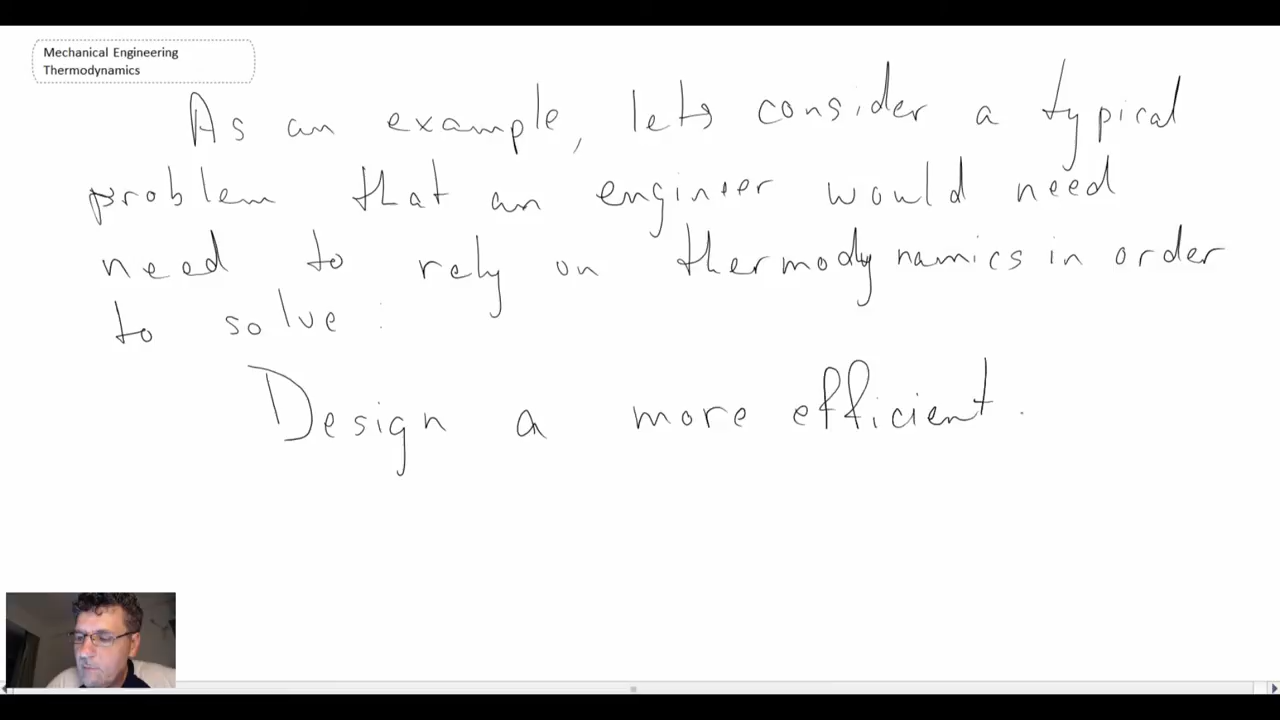 Mechanical Engineering
Thermodynamics
As an example, lets consider a typical
problem that an engineer would need
need to rely on thermodynamics in order
to solve:
Design a more efficient